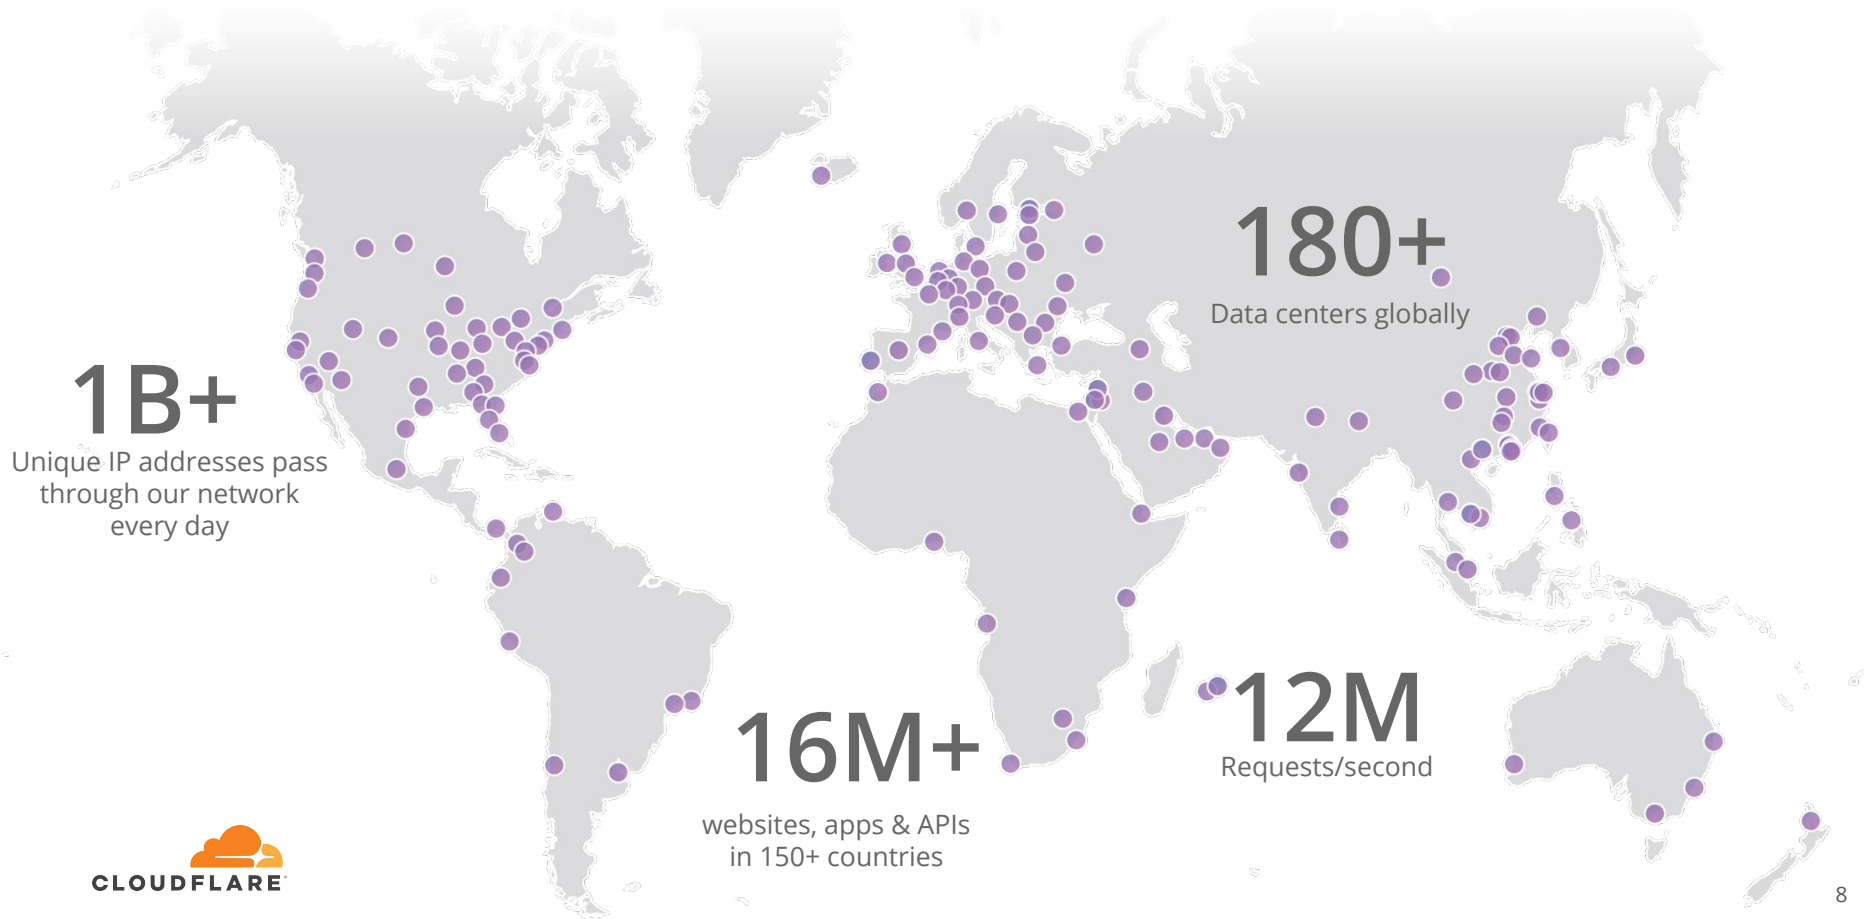 180+
Data centers globally
1B+
Unique IP addresses pass
through our network
every day
12M
Requests/second
16M+
websites, apps & APIs
in 150+ countries
CLOUDFLARE
8